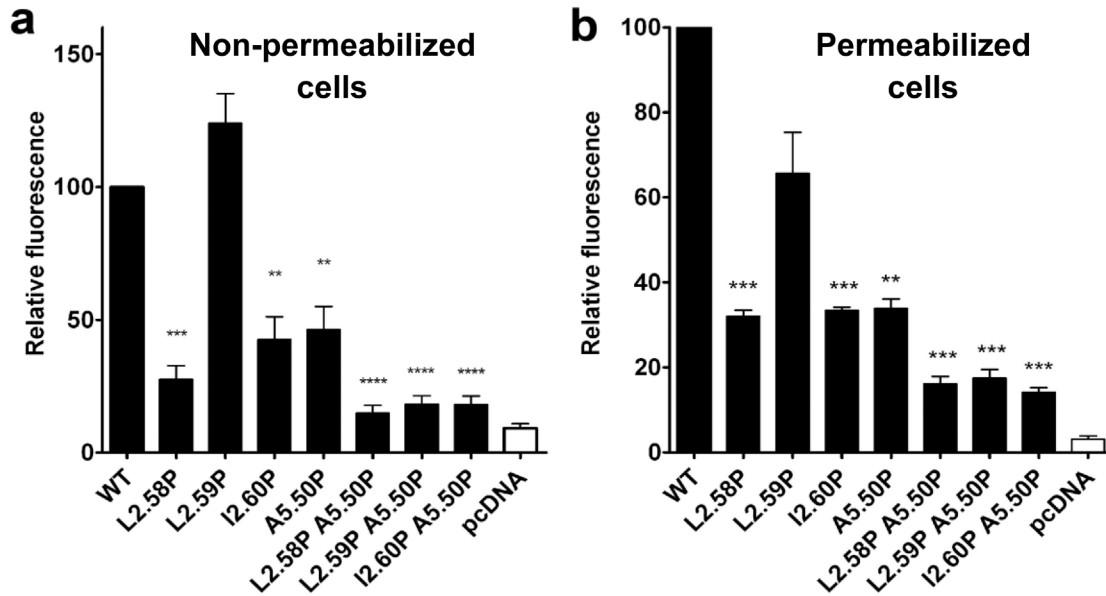 a
Non-permeabilized
cells
Relative fluorescence
150
100
50
0
**
**
***
****
****
****
WT
L2.58P
L2.59P
I2.60P
A5.50P
L2.58P A5.50P
L2.59P A5.50P
I2.60P A5.50P
pcDNA
b
Permeabilized
cells
Relative fluorescence
100
80
60
40
20
0
***
***
**
***
***
***
WT
L2.58P
L2.59P
I2.60P
A5.50P
L2.58P A5.50P
L2.59P A5.50P
I2.60P A5.50P
pcDNA